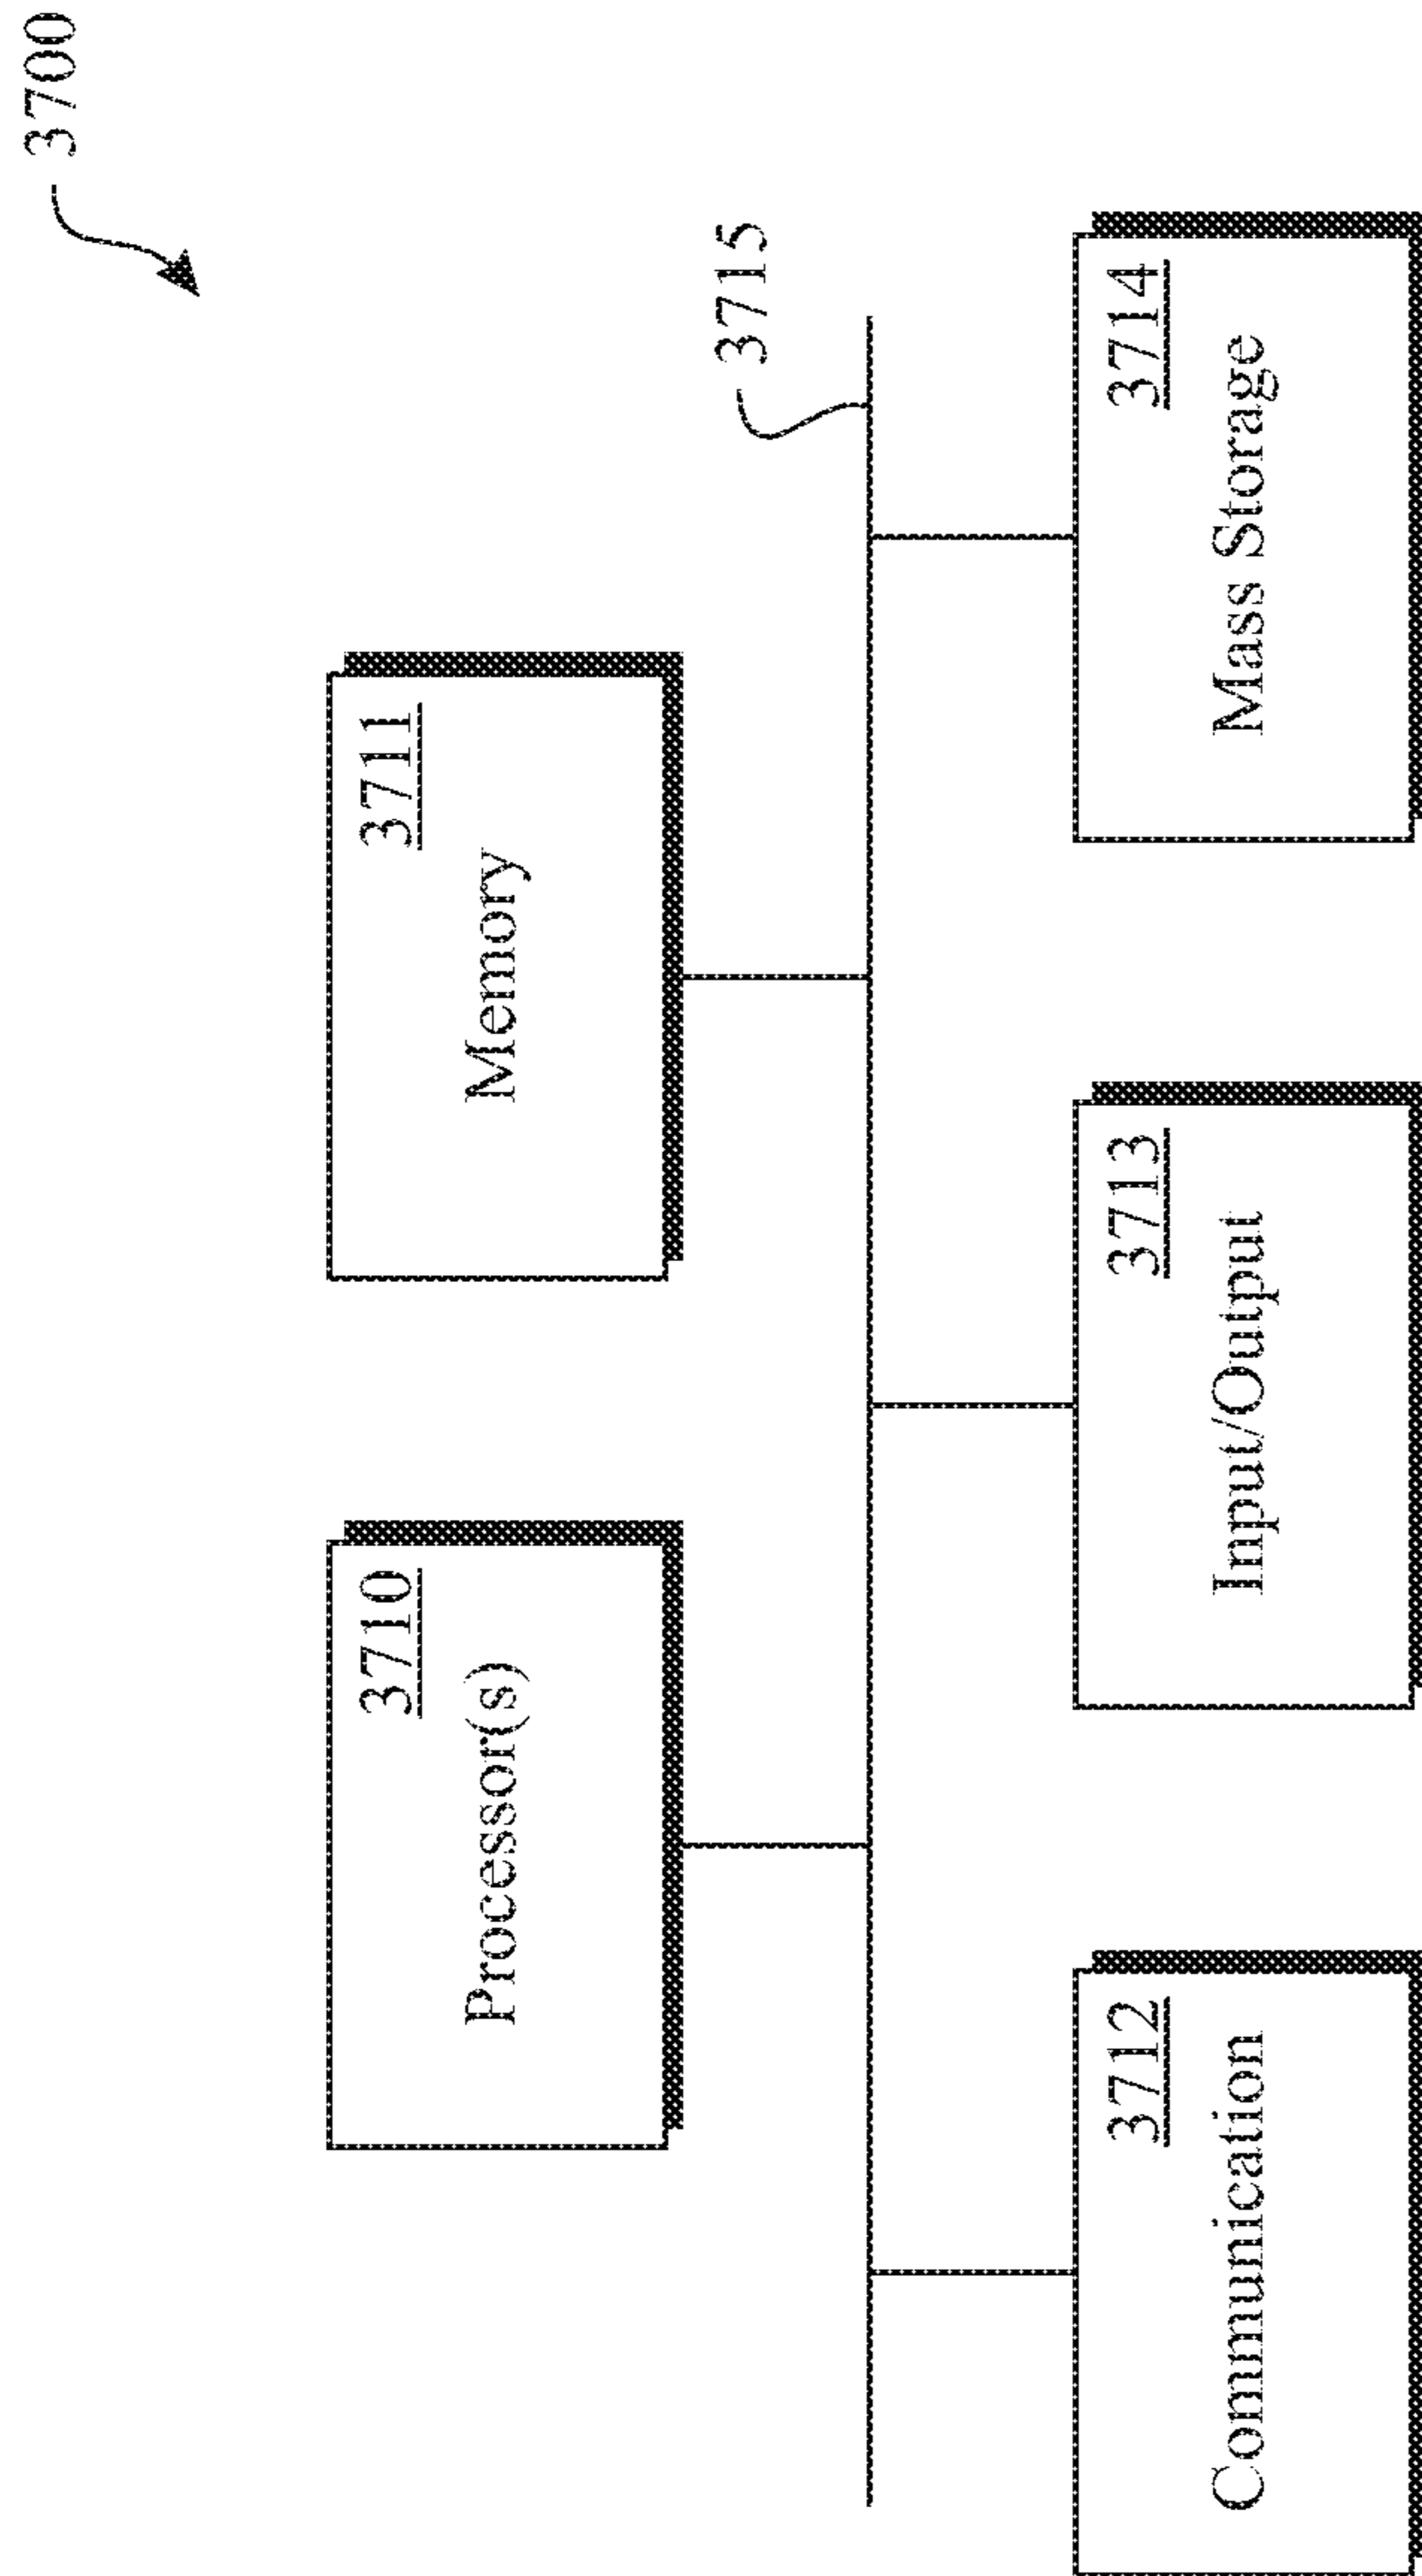 3700
3710
Processor(s)
3711
Memory
3715
3712
Communication
3713
Input/Output
3714
Mass Storage